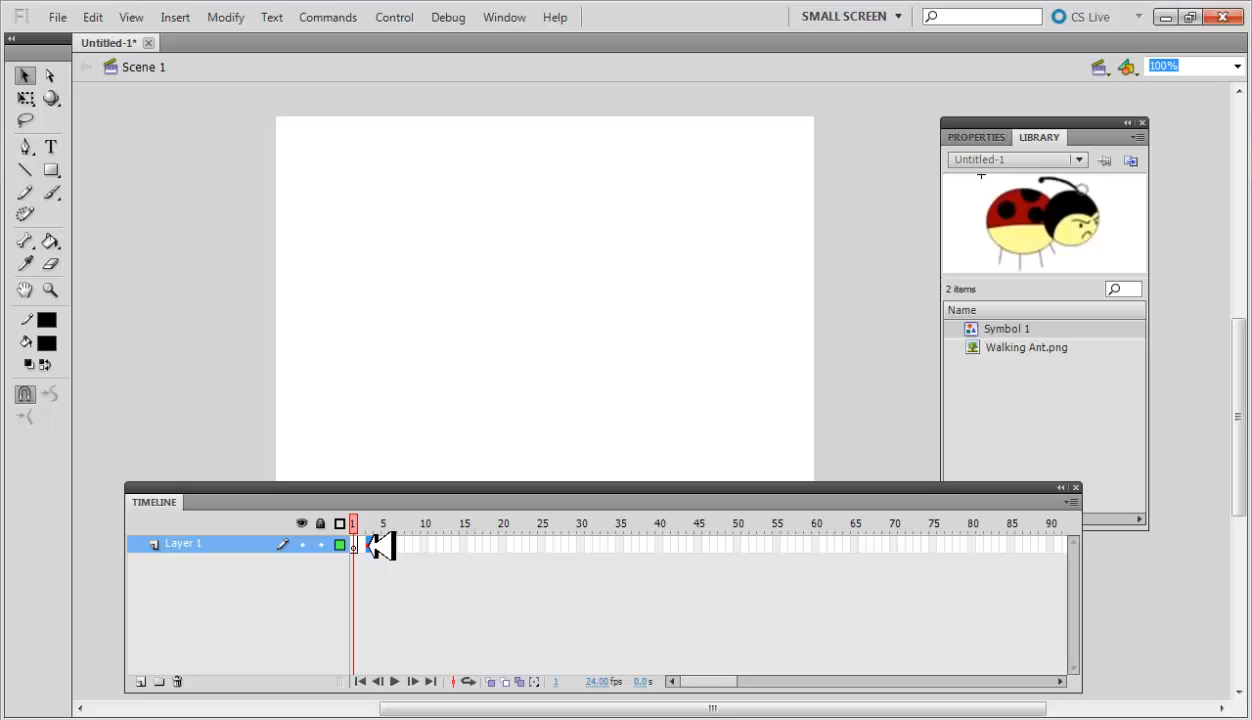 Fl File Edit View Insert Modify Text Commands Control Debug Window Help SMALL SCREEN CS Live
Untitled-1*
Scene 1 100%
PROPERTIES LIBRARY
Untitled-1
2 items
Name
Symbol 1
Walking Ant.png
TIMELINE
1 5 10 15 20 25 30 35 40 45 50 55 60 65 70 75 80 85 90
Layer 1
1 24.00 fps 0.0 s